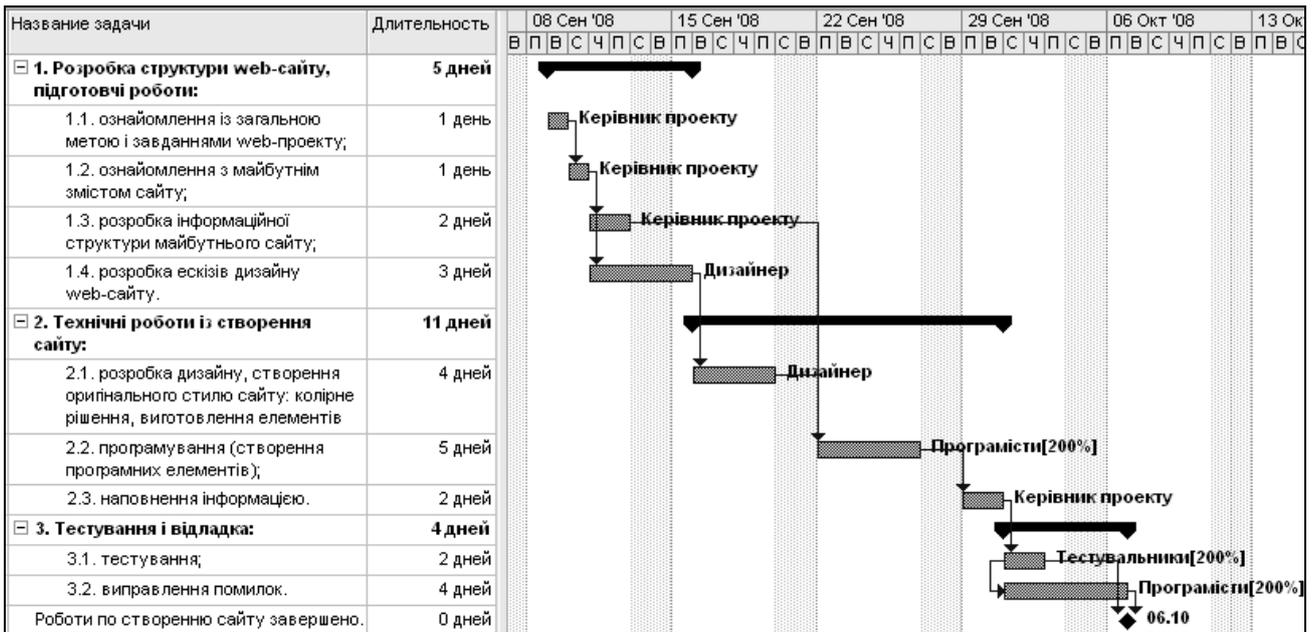 Название задачи Длительность 08 Сен '08 15 Сен '08 22 Сен '08 29 Сен '08 06 Окт '08 13 Ок
В П В С Ч П С В П В С Ч П С В П В С Ч П С В П В С Ч П С В П В С Ч П С В П В С
1. Розробка структури web-сайту, 5 дней
підготовчі роботи:
1.1. ознайомлення із загальною 1 день Керівник проекту
метою і завданнями web-проекту;
1.2. ознайомлення з майбутнім 1 день Керівник проекту
змістом сайту;
1.3. розробка інформаційної 2 дней Керівник проекту
структури майбутнього сайту;
1.4. розробка ескізів дизайну 3 дней Дизайнер
web-сайту.
2. Технічні роботи із створення 11 дней
сайту:
2.1. розробка дизайну, створення 4 дней Дизайнер
оригінального стилю сайту: колірне
рішення, виготовлення елементів
2.2. програмування (створення 5 дней Програмісти[200%]
програмних елементів);
2.3. наповнення інформацією. 2 дней Керівник проекту
3. Тестування і відладка: 4 дней
3.1. тестування; 2 дней Тестувальники[200%]
3.2. виправлення помилок. 4 дней Програмісти[200%]
Роботи по створенню сайту завершено. 0 дней 06.10